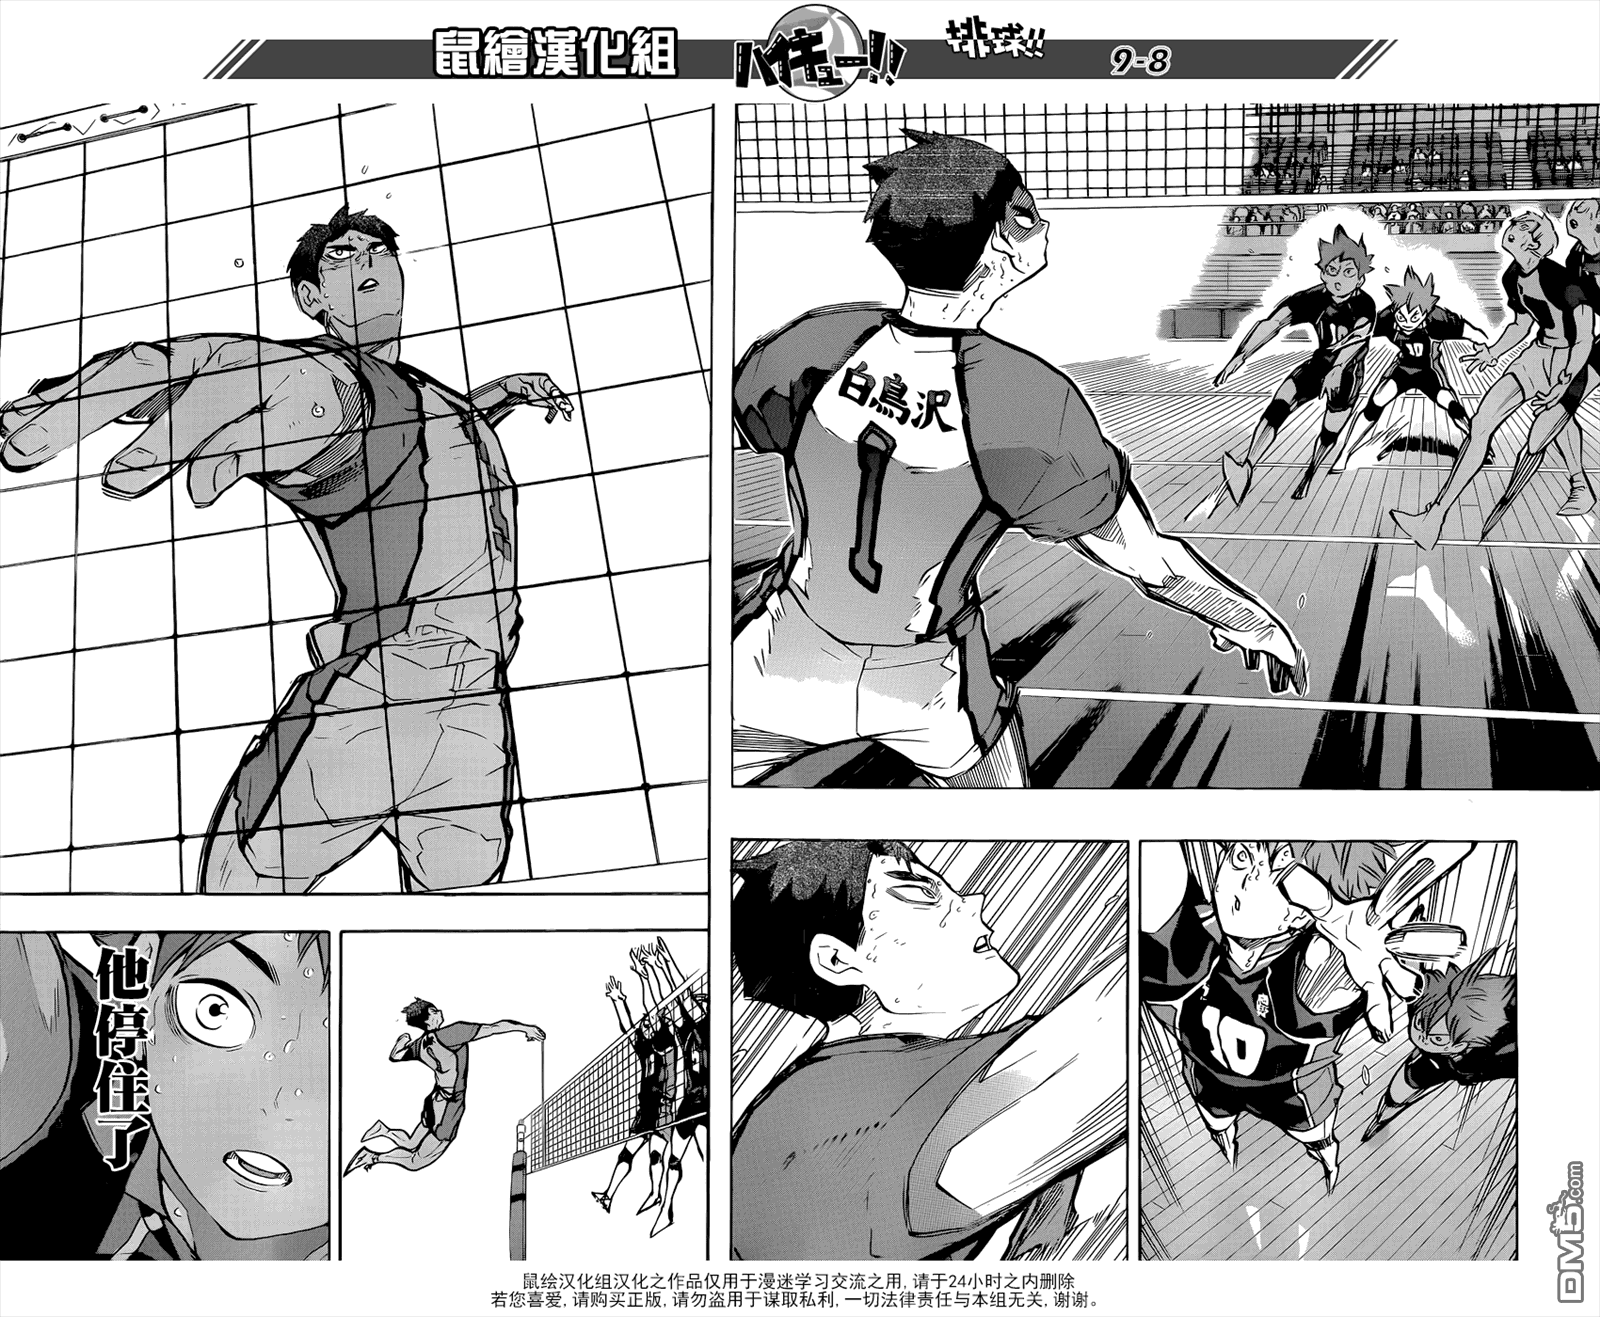 鼠繪漢化組
ハイキュー!!
排球!!
9-8
白鳥沢
1
10
10
10
他停住了
鼠绘汉化组汉化之作品仅用于漫迷学习交流之用,请于24小时之内删除
若您喜爱,请购买正版,请勿盗用于谋取私利,一切法律责任与本组无关,谢谢。
DM5.com